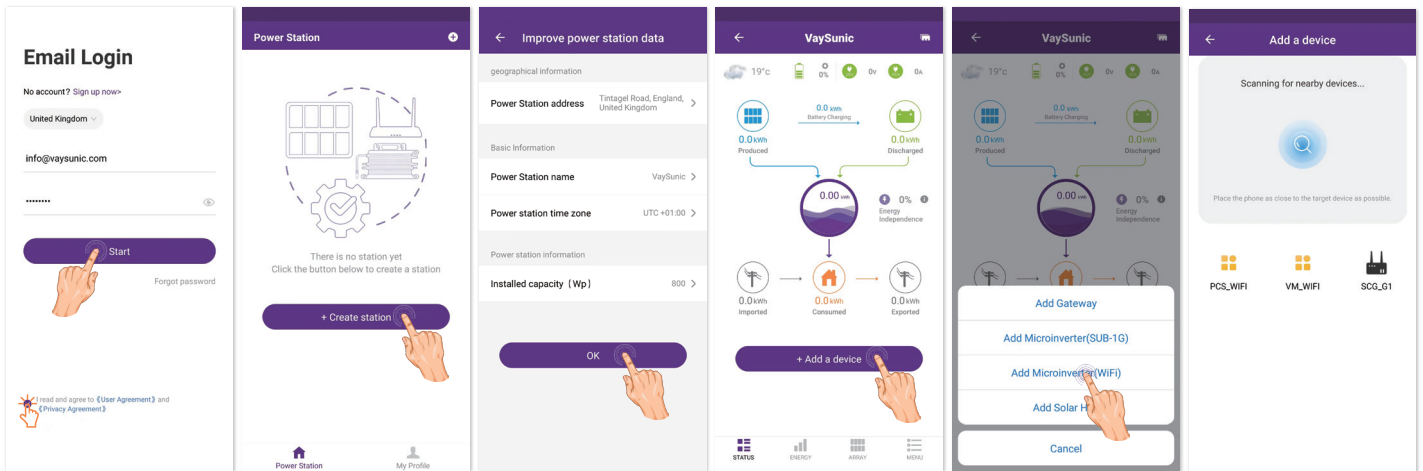 Email Login
No account? Sign up now>
United Kingdom
info@vaysunic.com
••••••••
Start
Forgot password
I read and agree to 《User Agreement》 and
《Privacy Agreement》
Power Station
There is no station yet
Click the button below to create a station
+ Create station
Power Station
My Profile
Improve power station data
geographical information
Power Station address
Tintagel Road, England,
United Kingdom
Basic Information
Power Station name
VaySunic
Power station time zone
UTC +01:00
Power station information
Installed capacity (Wp)
800
OK
VaySunic
19°c
0%
0V
0A
0.0 kWh
Battery Charging
0.0 kWh
Produced
0.0 kWh
Discharged
0.00 kWh
0%
Energy
Independence
0.0 kWh
Imported
0.0 kWh
Consumed
0.0 kWh
Exported
+ Add a device
STATUS
ENERGY
ARRAY
MENU
VaySunic
19°c
0%
0V
0A
0.0 kWh
Battery Charging
0.0 kWh
Produced
0.0 kWh
Discharged
0.00 kWh
0%
Energy
Independence
Add Gateway
Add Microinverter(SUB-1G)
Add Microinverter(WiFi)
Add Solar
Cancel
Add a device
Scanning for nearby devices...
Place the phone as close to the target device as possible.
PCS_WIFI
VM_WIFI
SCG_G1